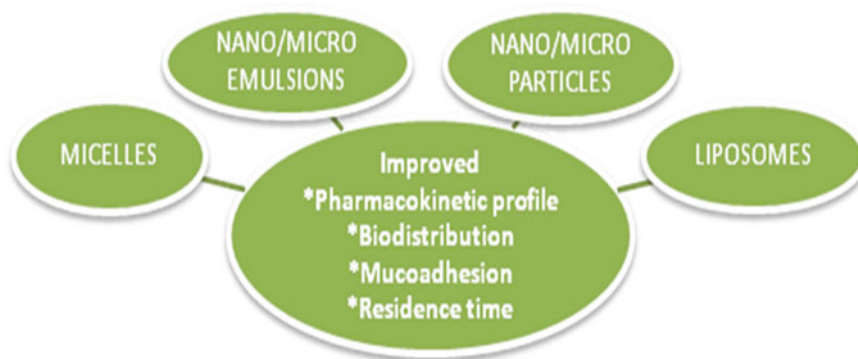 NANO/MICRO
EMULSIONS
NANO/MICRO
PARTICLES
MICELLES
LIPOSOMES
Improved
*Pharmacokinetic profile
*Biodistribution
*Mucoadhesion
*Residence time